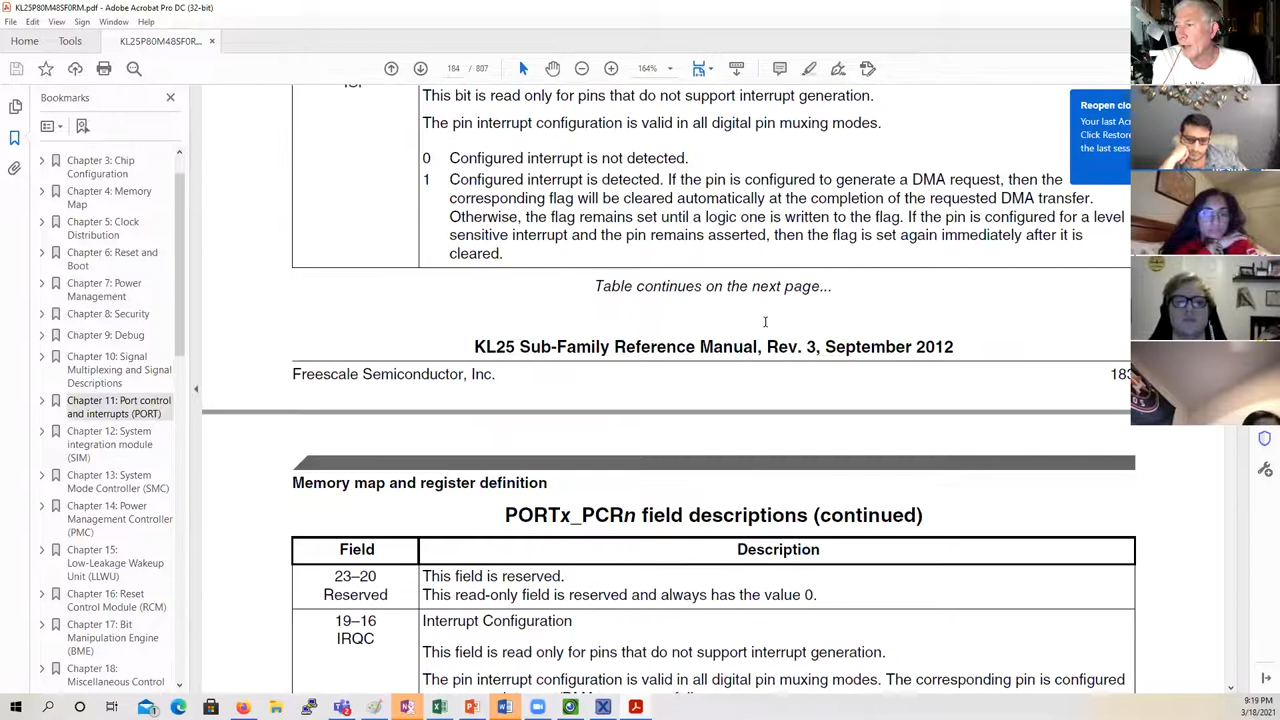 KL25P80M48SF0RM.pdf - Adobe Acrobat Pro DC (32-bit)
File Edit View Sign Window Help
Home Tools KL25P80M48SF0R... ×
184 / 807 164%
Bookmarks
Chapter 3: Chip
Configuration
Chapter 4: Memory
Map
Chapter 5: Clock
Distribution
Chapter 6: Reset and
Boot
Chapter 7: Power
Management
Chapter 8: Security
Chapter 9: Debug
Chapter 10: Signal
Multiplexing and Signal
Descriptions
Chapter 11: Port control
and interrupts (PORT)
Chapter 12: System
integration module
(SIM)
Chapter 13: System
Mode Controller (SMC)
Chapter 14: Power
Management Controller
(PMC)
Chapter 15:
Low-Leakage Wakeup
Unit (LLWU)
Chapter 16: Reset
Control Module (RCM)
Chapter 17: Bit
Manipulation Engine
(BME)
Chapter 18:
Miscellaneous Control
This bit is read only for pins that do not support interrupt generation.
The pin interrupt configuration is valid in all digital pin muxing modes.
0 Configured interrupt is not detected.
1 Configured interrupt is detected. If the pin is configured to generate a DMA request, then the
corresponding flag will be cleared automatically at the completion of the requested DMA transfer.
Otherwise, the flag remains set until a logic one is written to the flag. If the pin is configured for a level
sensitive interrupt and the pin remains asserted, then the flag is set again immediately after it is
cleared.
Table continues on the next page...
KL25 Sub-Family Reference Manual, Rev. 3, September 2012
Freescale Semiconductor, Inc. 183
Memory map and register definition
PORTx_PCRn field descriptions (continued)
Field Description
23–20
Reserved
This field is reserved.
This read-only field is reserved and always has the value 0.
19–16
IRQC
Interrupt Configuration
This field is read only for pins that do not support interrupt generation.
The pin interrupt configuration is valid in all digital pin muxing modes. The corresponding pin is configured
Reopen clo
Your last Acr
Click Restore
the last sess
9:19 PM
3/18/2021